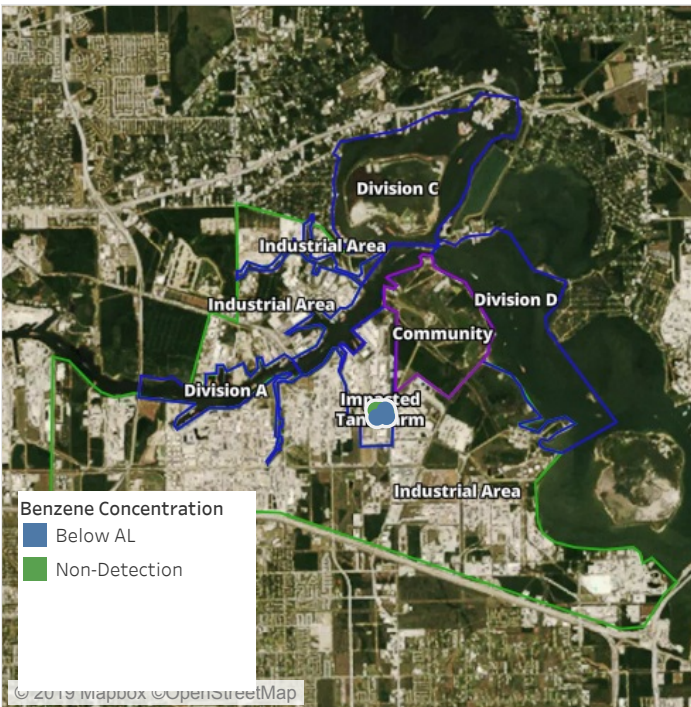 Division C
Industrial Area
Division D
Industrial Area
Community
Division A
Impacted
Tank Farm
Industrial Area
Benzene Concentration
Below AL
Non-Detection
© 2019 Mapbox ©OpenStreetMap